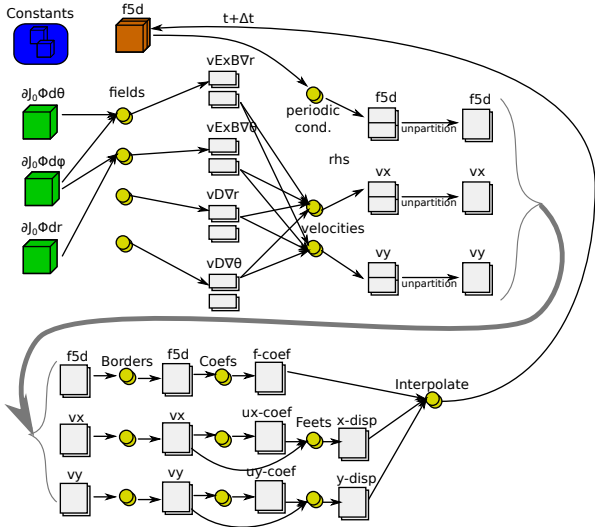 Constants
f5d
t+Δt
vExB∇r
∂J₀Φdθ
fields
periodic
cond.
f5d
f5d
unpartition
vExB∇θ
∂J₀Φdφ
rhs
vx
vx
unpartition
vD∇r
∂J₀Φdr
velocities
vy
vy
unpartition
vD∇θ
f5d
Borders
f5d
Coefs
f-coef
Interpolate
vx
vx
ux-coef
Feets
x-disp
vy
vy
uy-coef
y-disp